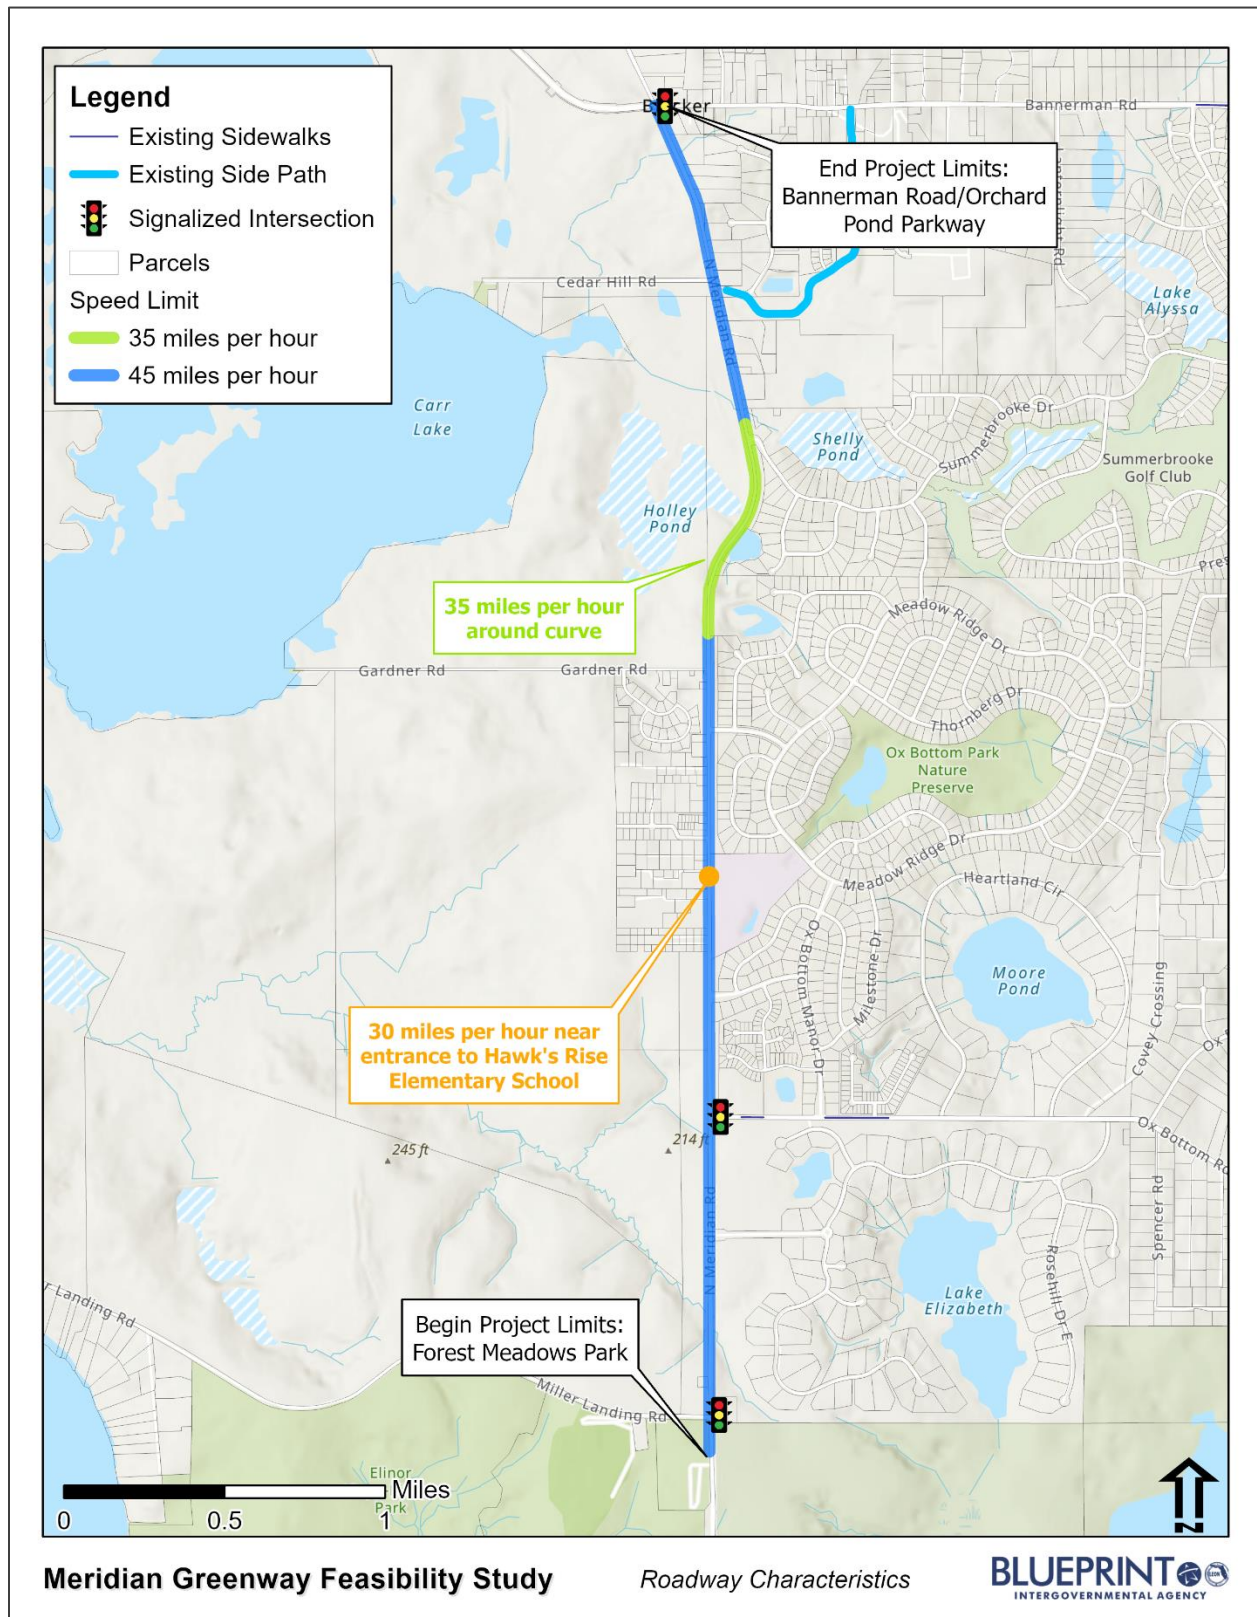 Legend
Existing Sidewalks
Existing Side Path
Signalized Intersection
Parcels
Speed Limit
35 miles per hour
45 miles per hour
Bannerman Rd
End Project Limits:
Bannerman Road/Orchard
Pond Parkway
N Meridian Rd
Cedar Hill Rd
Lake
Alyssa
Carr
Lake
Shelly
Pond
Summerbrooke Dr
Summerbrooke
Golf Club
Holley
Pond
Pres
35 miles per hour
around curve
Meadow Ridge Dr
Gardner Rd
Gardner Rd
Thornberg Dr
Ox Bottom Park
Nature
Preserve
Meadow Ridge Dr
Heartland Cir
Ox Bottom Manor Dr
Milestone Dr
Moore
Pond
Covey Crossing
Ox
30 miles per hour near
entrance to Hawk's Rise
Elementary School
Ox Bottom Rd
245 ft
214 ft
N Meridian Rd
Spencer Rd
Rosehill Dr E
Lake
Elizabeth
r Landing Rd
Begin Project Limits:
Forest Meadows Park
Miller Landing Rd
Elinor
Park
Miles
0 0.5 1
N
Meridian Greenway Feasibility Study
Roadway Characteristics
BLUEPRINT
INTERGOVERNMENTAL AGENCY